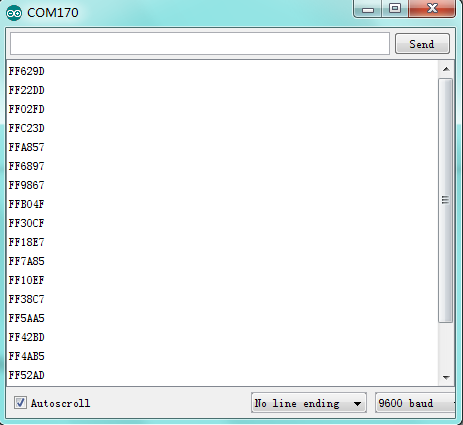 COM170
Send
FF629D
FF22DD
FF02FD
FFC23D
FFA857
FF6897
FF9867
FFB04F
FF30CF
FF18E7
FF7A85
FF10EF
FF38C7
FF5AA5
FF42BD
FF4AB5
FF52AD
Autoscroll No line ending 9600 baud